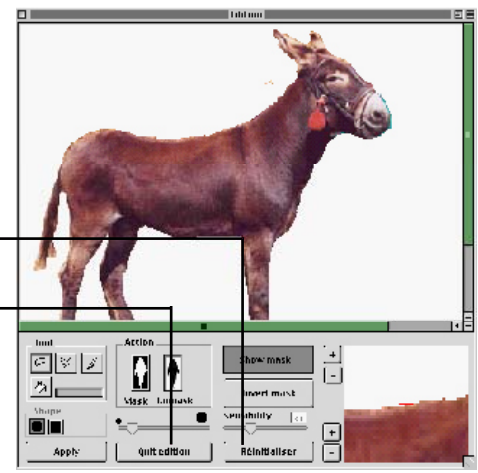 Edition
Tool
Action
Show mask
Mask Unmask
Invert mask
Shape
Sensibility
Apply
Quit edition
Réinitialiser